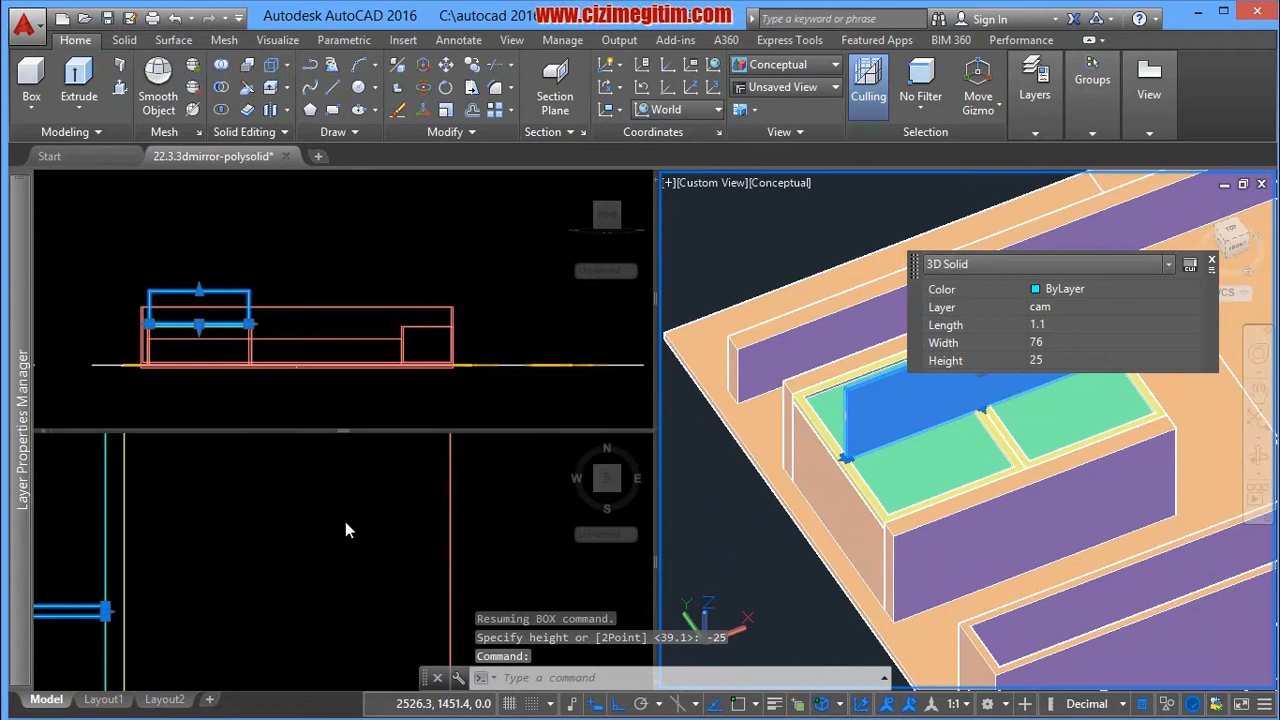 Autodesk AutoCAD 2016 C:\autocad 2016 www.cizimegitim.com Type a keyword or phrase Sign In
Home Solid Surface Mesh Visualize Parametric Insert Annotate View Manage Output Add-ins A360 Express Tools Featured Apps BIM 360 Performance
Conceptual
Unsaved View
World
Box Extrude Smooth Object Section Plane Culling No Filter Move Gizmo Layers Groups View
Modeling Mesh Solid Editing Draw Modify Section Coordinates View Selection
Start 22.3.3dmirror-polysolid*
[+][Custom View][Conceptual]
TOP
Layer Properties Manager
3D Solid
Color ByLayer
Layer cam
Length 1.1
Width 76
Height 25
N
W E
S
Y Z X
Resuming BOX command.
Specify height or [2Point] <39.1>: -25
Command:
Type a command
Model Layout1 Layout2 2526.3, 1451.4, 0.0 1:1 Decimal